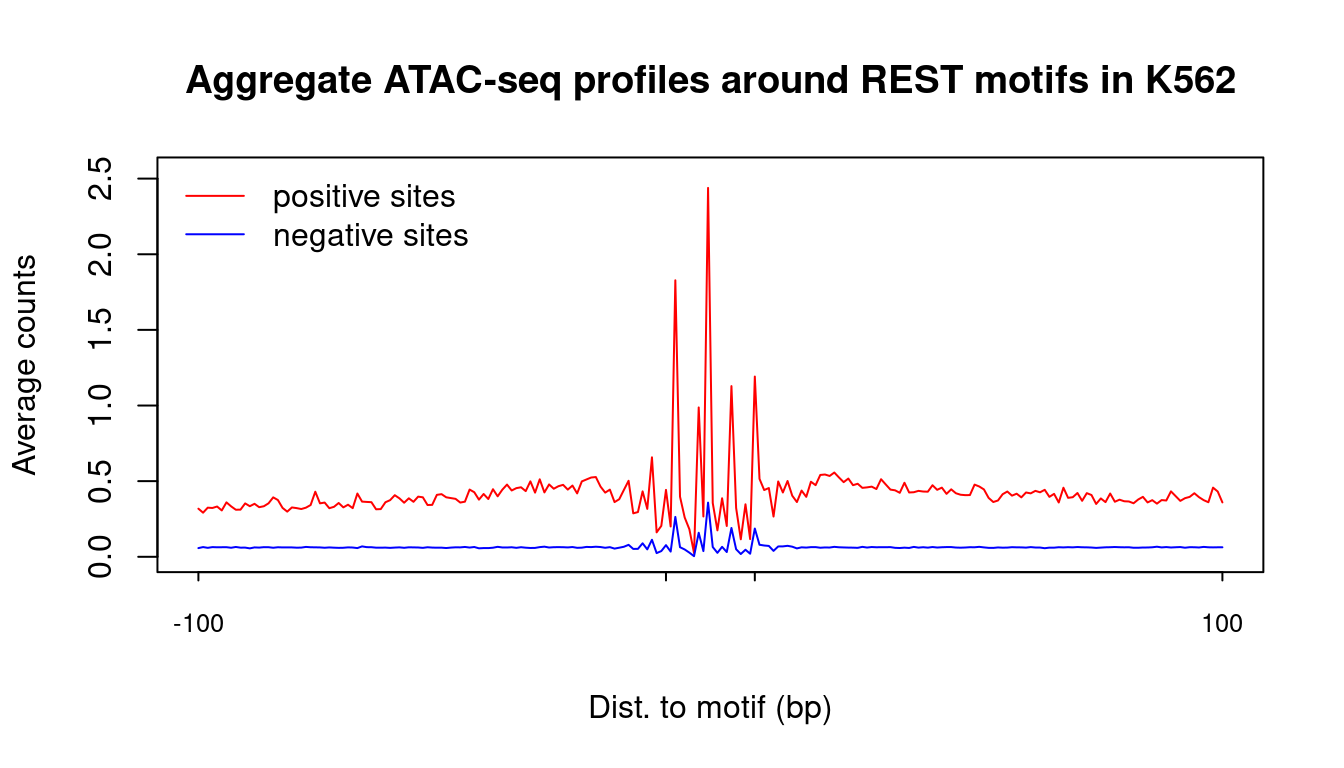 Aggregate ATAC-seq profiles around REST motifs in K562
Average counts
2.5
2.0
1.5
1.0
0.5
0.0
positive sites
negative sites
-100
100
Dist. to motif (bp)